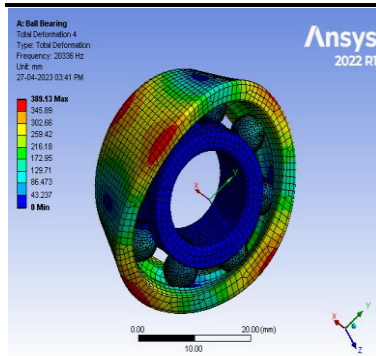 A: Ball Bearing
Total Deformation 4
Type: Total Deformation
Frequency: 20336 Hz
Unit: mm
27-04-2023 03:41 PM
Ansys
2022 R1
389.13 Max
345.89
302.66
259.42
216.18
172.95
129.71
86.473
43.237
0 Min
X
Y
0.00
20.00 (mm)
10.00
X
Y
Z